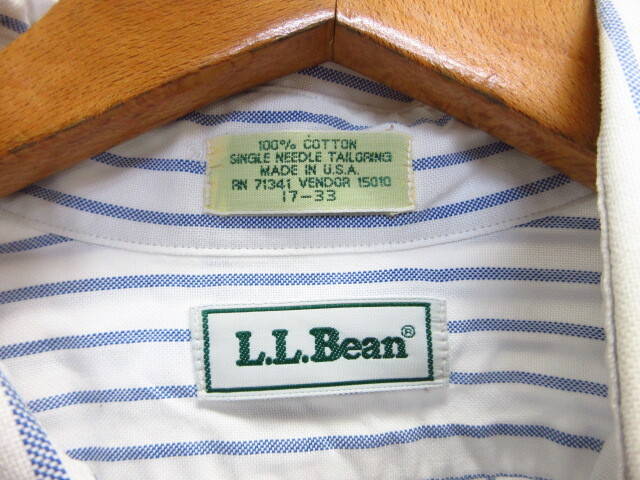 100% COTTON
SINGLE NEEDLE TAILORING
MADE IN U.S.A.
RN 71341 VENDOR 15010
17-33
L.L.Bean®